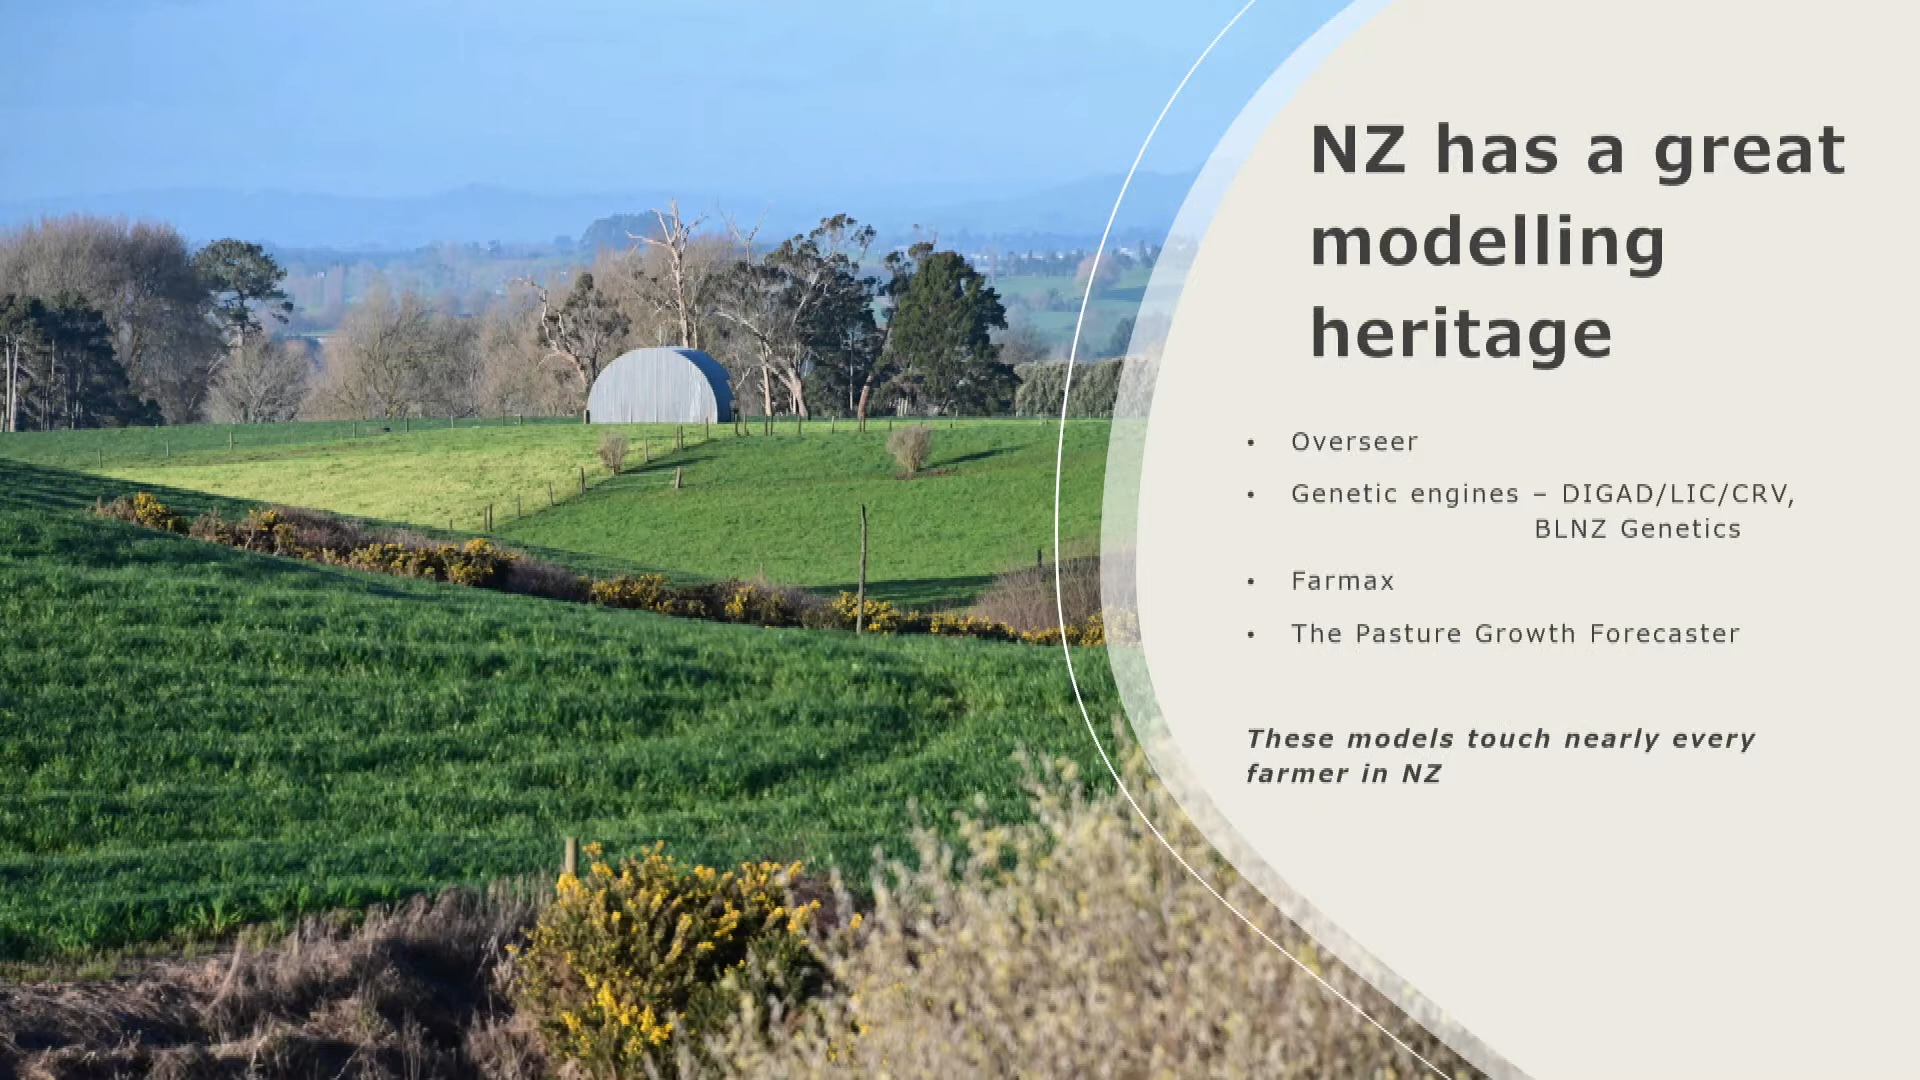 NZ has a great
modelling
heritage
• Overseer
• Genetic engines – DIGAD/LIC/CRV,
BLNZ Genetics
• Farmax
• The Pasture Growth Forecaster
These models touch nearly every
farmer in NZ